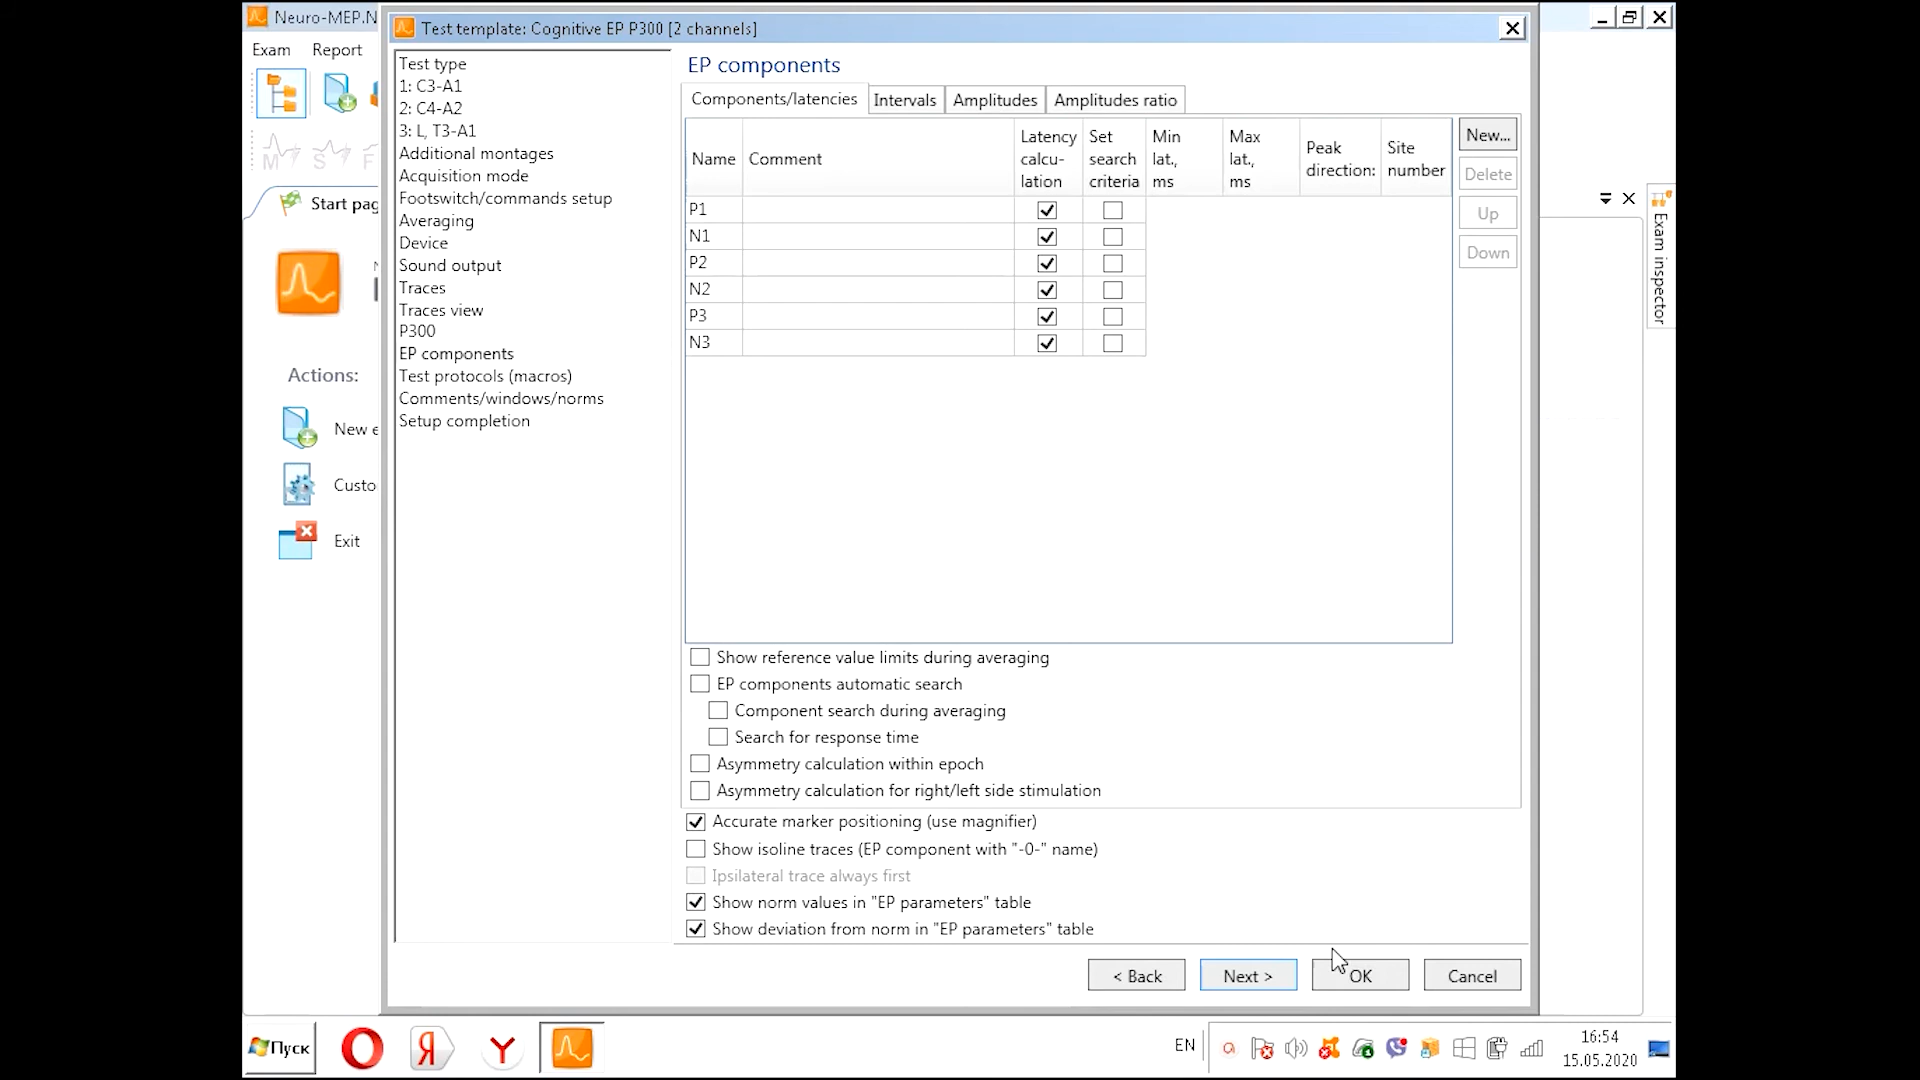 Neuro-MEP.N
Test template: Cognitive EP P300 [2 channels]
Exam
Report
Start pag
Actions:
New e
Custo
Exit
Test type
1: C3-A1
2: C4-A2
3: L, T3-A1
Additional montages
Acquisition mode
Footswitch/commands setup
Averaging
Device
Sound output
Traces
Traces view
P300
EP components
Test protocols (macros)
Comments/windows/norms
Setup completion
EP components
Components/latencies
Intervals
Amplitudes
Amplitudes ratio
Name
Comment
Latency
calcu-
lation
Set
search
criteria
Min
lat.,
ms
Max
lat.,
ms
Peak
direction:
Site
number
P1
N1
P2
N2
P3
N3
New...
Delete
Up
Down
Show reference value limits during averaging
EP components automatic search
Component search during averaging
Search for response time
Asymmetry calculation within epoch
Asymmetry calculation for right/left side stimulation
Accurate marker positioning (use magnifier)
Show isoline traces (EP component with "-0-" name)
Ipsilateral trace always first
Show norm values in "EP parameters" table
Show deviation from norm in "EP parameters" table
< Back
Next >
OK
Cancel
Exam inspector
Пуск
EN
16:54
15.05.2020